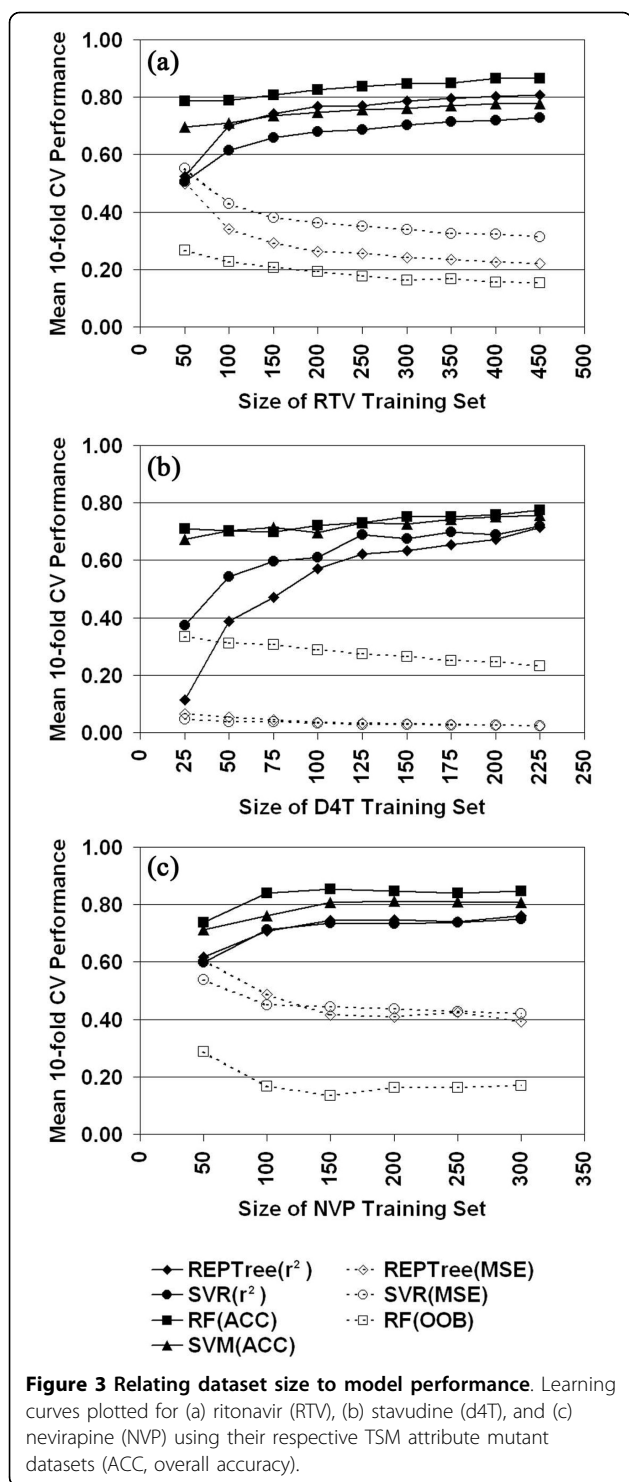 Mean 10-fold CV Performance
(a)
1.00
0.80
0.60
0.40
0.20
0.00
0
50
100
150
200
250
300
350
400
450
500
Size of RTV Training Set
Mean 10-fold CV Performance
(b)
1.00
0.80
0.60
0.40
0.20
0.00
0
25
50
75
100
125
150
175
200
225
250
Size of D4T Training Set
Mean 10-fold CV Performance
(c)
1.00
0.80
0.60
0.40
0.20
0.00
0
50
100
150
200
250
300
350
Size of NVP Training Set
REPTree(r²) REPTree(MSE)
SVR(r²) SVR(MSE)
RF(ACC) RF(OOB)
SVM(ACC)
Figure 3 Relating dataset size to model performance. Learning
curves plotted for (a) ritonavir (RTV), (b) stavudine (d4T), and (c)
nevirapine (NVP) using their respective TSM attribute mutant
datasets (ACC, overall accuracy).